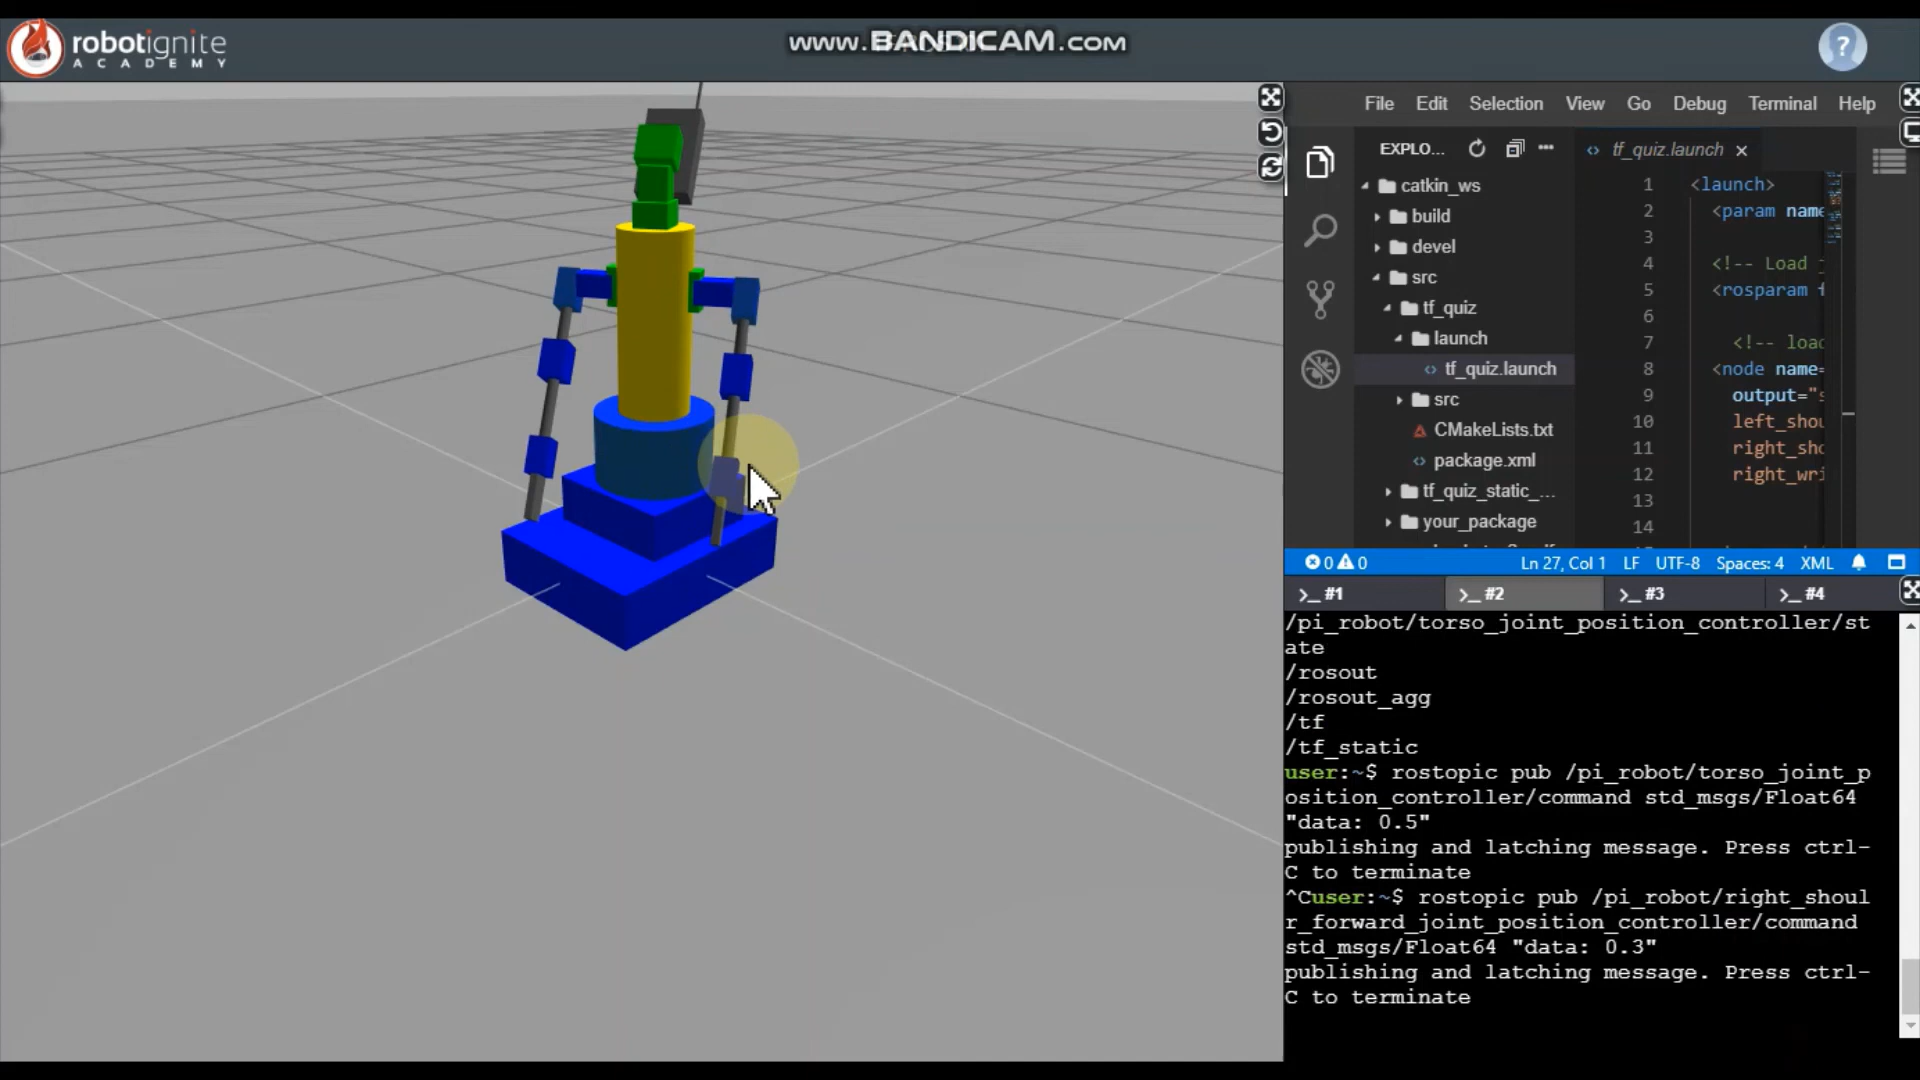 robotignite
ACADEMY
www.BANDICAM.com
?
File Edit Selection View Go Debug Terminal Help
EXPLO...
tf_quiz.launch
catkin_ws
build
devel
src
tf_quiz
launch
tf_quiz.launch
src
CMakeLists.txt
package.xml
tf_quiz_static_...
your_package
1 <launch>
2 <param name
3
4 <!-- Load
5 <rosparam
6
7 <!-- load
8 <node name=
9 output="s
10 left_shou
11 right_sho
12 right_wri
13
14
0 0 Ln 27, Col 1 LF UTF-8 Spaces: 4 XML
>_ #1 >_ #2 >_ #3 >_ #4
/pi_robot/torso_joint_position_controller/st
ate
/rosout
/rosout_agg
/tf
/tf_static
user:~$ rostopic pub /pi_robot/torso_joint_p
osition_controller/command std_msgs/Float64
"data: 0.5"
publishing and latching message. Press ctrl-
C to terminate
^Cuser:~$ rostopic pub /pi_robot/right_shoul
r_forward_joint_position_controller/command
std_msgs/Float64 "data: 0.3"
publishing and latching message. Press ctrl-
C to terminate